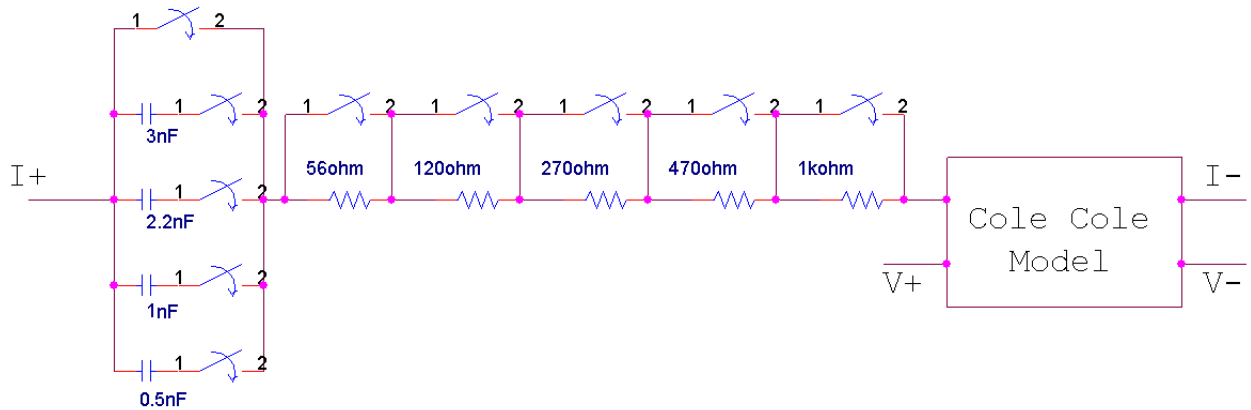 1 2
1 2 1 2 1 2 1 2 1 2 1 2
3nF
56ohm 120ohm 270ohm 470ohm 1kohm
I+ 1 2 I-
2.2nF
Cole Cole
Model
V+ V-
1 2
1nF
1 2
0.5nF